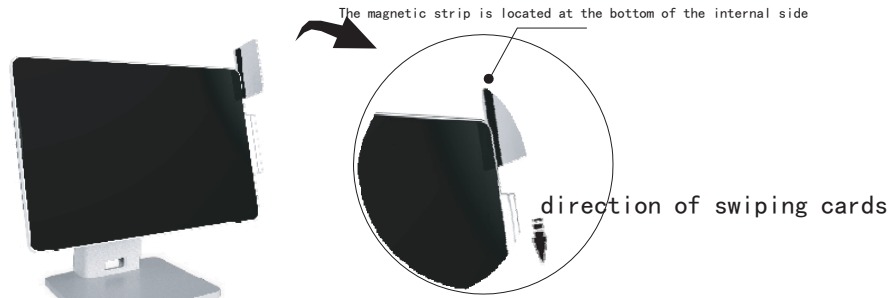 The magnetic strip is located at the bottom of the internal side
direction of swiping cards